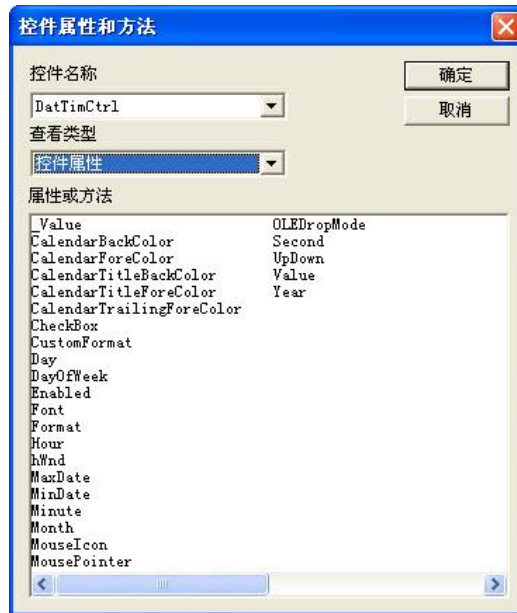 控件属性和方法
控件名称
确定
DatTimCtrl
取消
查看类型
控件属性
属性或方法
_Value
CalendarBackColor
CalendarForeColor
CalendarTitleBackColor
CalendarTitleForeColor
CalendarTrailingForeColor
CheckBox
CustomFormat
Day
DayOfWeek
Enabled
Font
Format
Hour
hWnd
MaxDate
MinDate
Minute
Month
MouseIcon
MousePointer
OLEDropMode
Second
UpDown
Value
Year